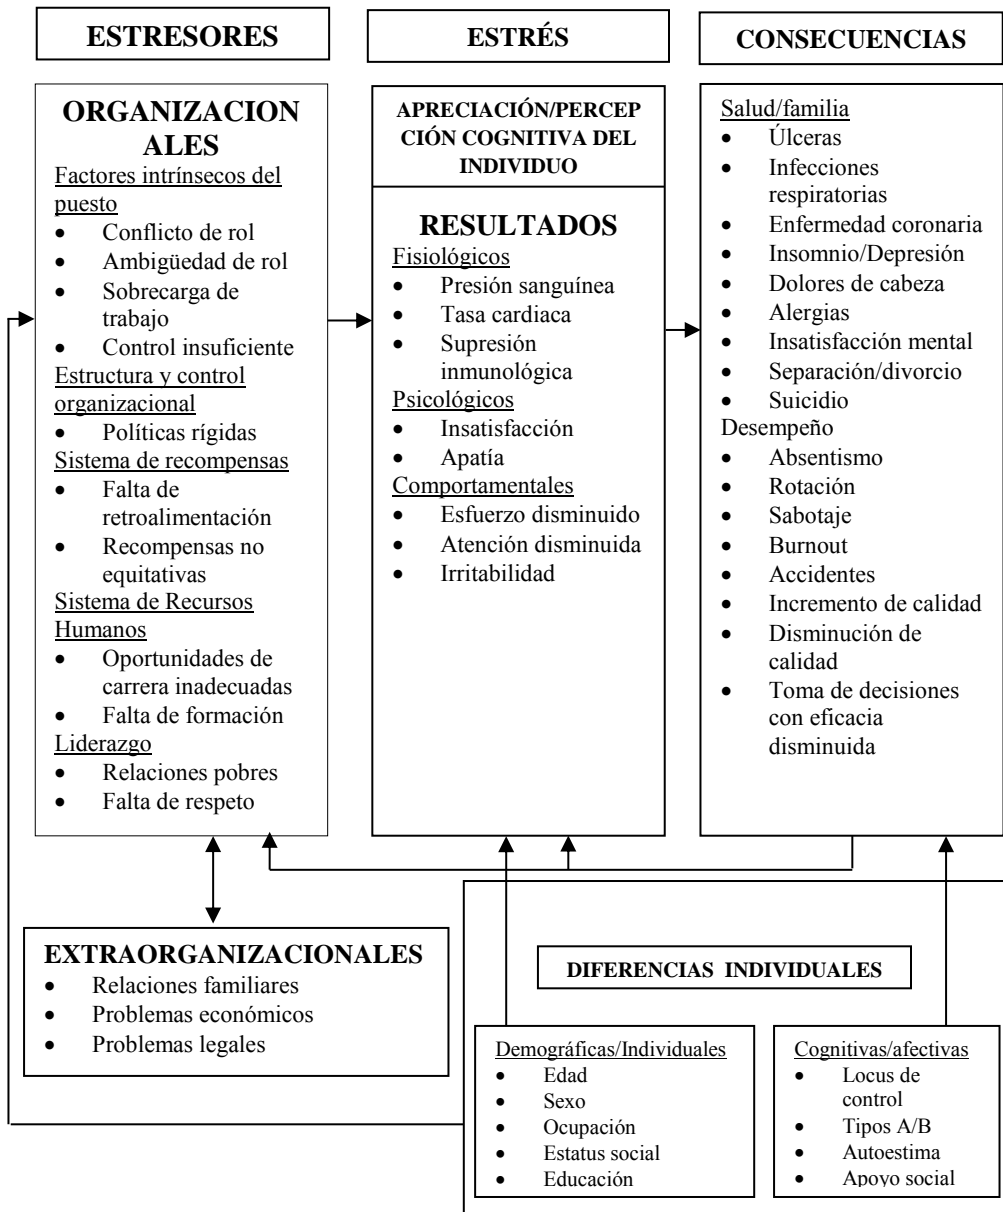 ESTRESORES
ORGANIZACION
ALES
Factores intrínsecos del
puesto
• Conflicto de rol
• Ambigüedad de rol
• Sobrecarga de
trabajo
• Control insuficiente
Estructura y control
organizacional
• Políticas rígidas
Sistema de recompensas
• Falta de
retroalimentación
• Recompensas no
equitativas
Sistema de Recursos
Humanos
• Oportunidades de
carrera inadecuadas
• Falta de formación
Liderazgo
• Relaciones pobres
• Falta de respeto
ESTRÉS
APRECIACIÓN/PERCEP
CIÓN COGNITIVA DEL
INDIVIDUO
RESULTADOS
Fisiológicos
• Presión sanguínea
• Tasa cardiaca
• Supresión
inmunológica
Psicológicos
• Insatisfacción
• Apatía
Comportamentales
• Esfuerzo disminuido
• Atención disminuida
• Irritabilidad
CONSECUENCIAS
Salud/familia
• Úlceras
• Infecciones
respiratorias
• Enfermedad coronaria
• Insomnio/Depresión
• Dolores de cabeza
• Alergias
• Insatisfacción mental
• Separación/divorcio
• Suicidio
Desempeño
• Absentismo
• Rotación
• Sabotaje
• Burnout
• Accidentes
• Incremento de calidad
• Disminución de
calidad
• Toma de decisiones
con eficacia
disminuida
EXTRAORGANIZACIONALES
• Relaciones familiares
• Problemas económicos
• Problemas legales
DIFERENCIAS INDIVIDUALES
Demográficas/Individuales
• Edad
• Sexo
• Ocupación
• Estatus social
• Educación
Cognitivas/afectivas
• Locus de
control
• Tipos A/B
• Autoestima
• Apoyo social